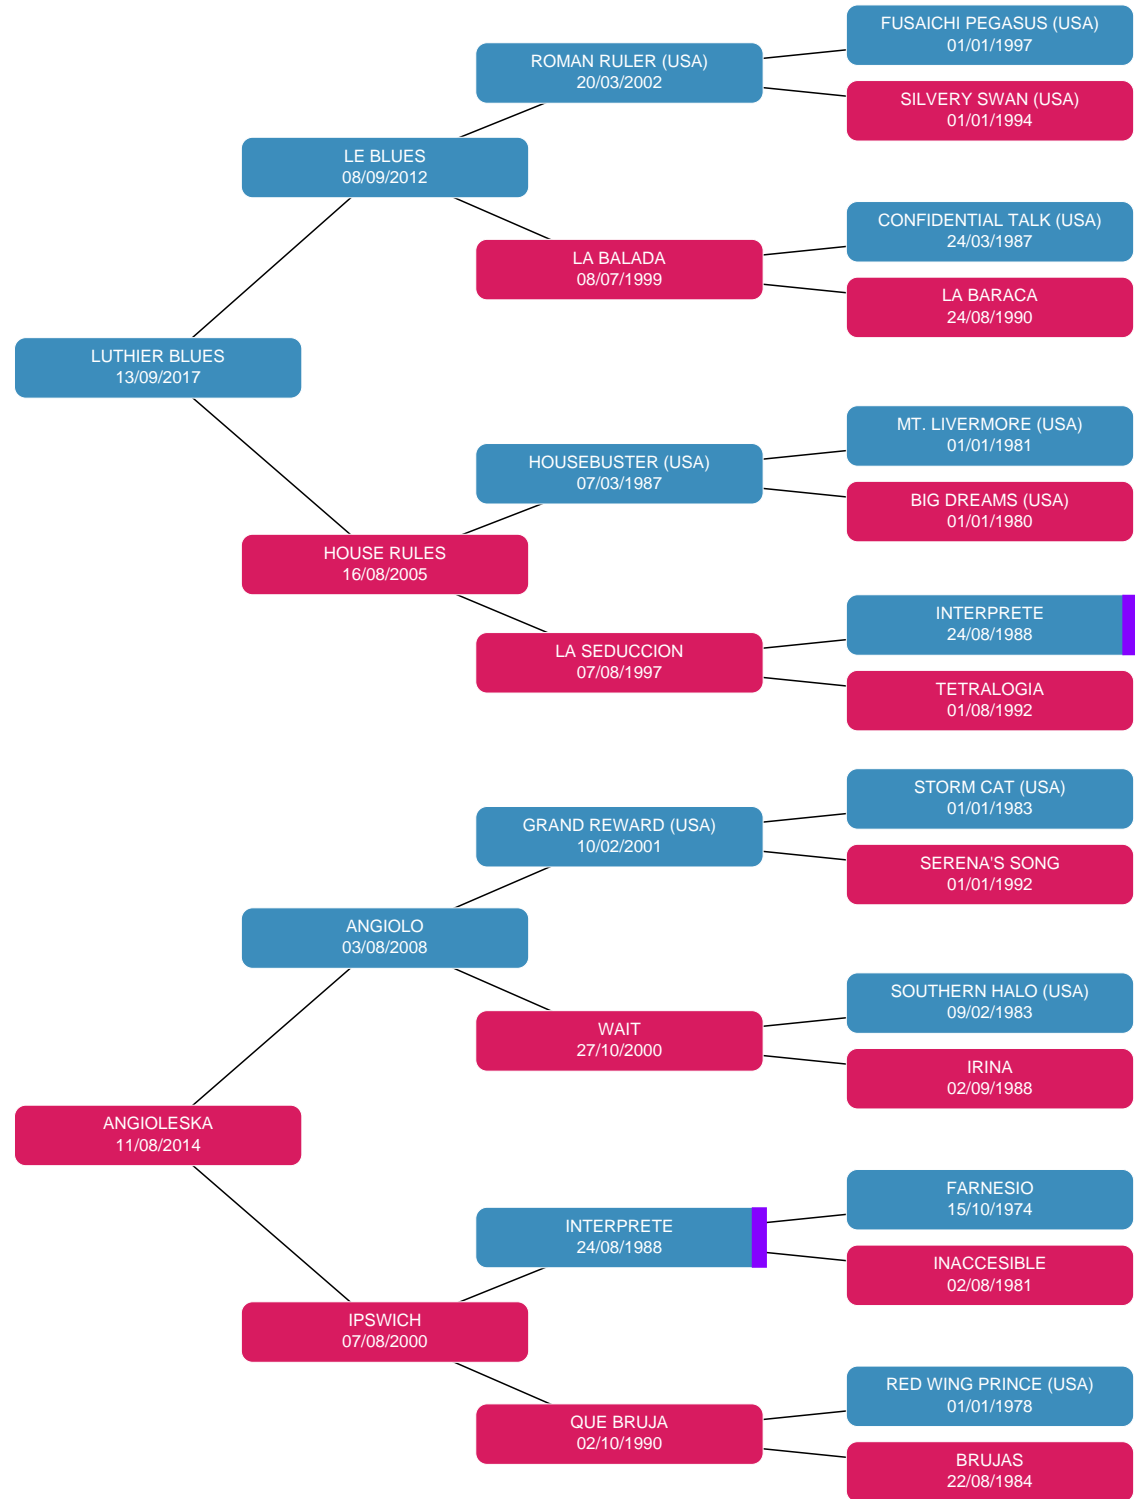 FUSAICHI PEGASUS (USA)
01/01/1997
ROMAN RULER (USA)
20/03/2002
SILVERY SWAN (USA)
01/01/1994
LE BLUES
08/09/2012
CONFIDENTIAL TALK (USA)
24/03/1987
LA BALADA
08/07/1999
LA BARACA
24/08/1990
LUTHIER BLUES
13/09/2017
MT. LIVERMORE (USA)
01/01/1981
HOUSEBUSTER (USA)
07/03/1987
BIG DREAMS (USA)
01/01/1980
HOUSE RULES
16/08/2005
INTERPRETE
24/08/1988
LA SEDUCCION
07/08/1997
TETRALOGIA
01/08/1992
STORM CAT (USA)
01/01/1983
GRAND REWARD (USA)
10/02/2001
SERENA'S SONG
01/01/1992
ANGIOLO
03/08/2008
SOUTHERN HALO (USA)
09/02/1983
WAIT
27/10/2000
IRINA
02/09/1988
ANGIOLESKA
11/08/2014
FARNESIO
15/10/1974
INTERPRETE
24/08/1988
INACCESIBLE
02/08/1981
IPSWICH
07/08/2000
RED WING PRINCE (USA)
01/01/1978
QUE BRUJA
02/10/1990
BRUJAS
22/08/1984